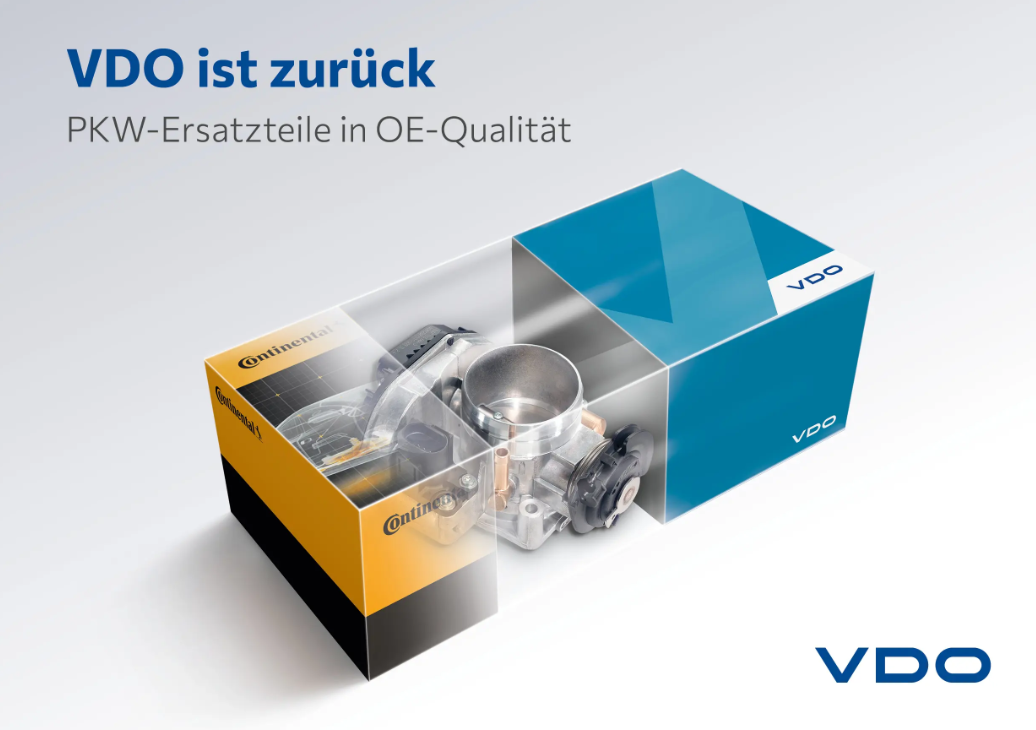 VDO ist zurück
PKW-Ersatzteile in OE-Qualität
VDO
Continental
Continental
Continental
VDO
VDO